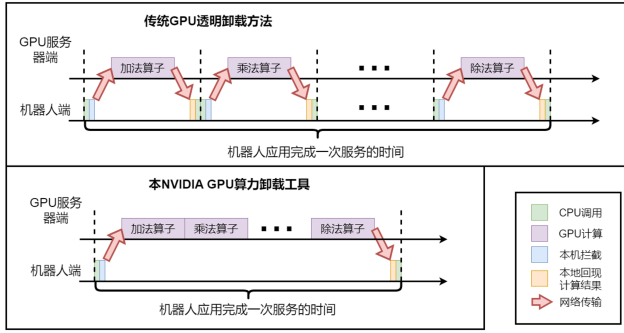 传统GPU透明卸载方法
GPU服务
器端
加法算子
乘法算子
除法算子
机器人端
机器人应用完成一次服务的时间
本NVIDIA GPU算力卸载工具
GPU服务
器端
加法算子
乘法算子
除法算子
机器人端
机器人应用完成一次服务的时间
CPU调用
GPU计算
本机拦截
本地回现
计算结果
网络传输